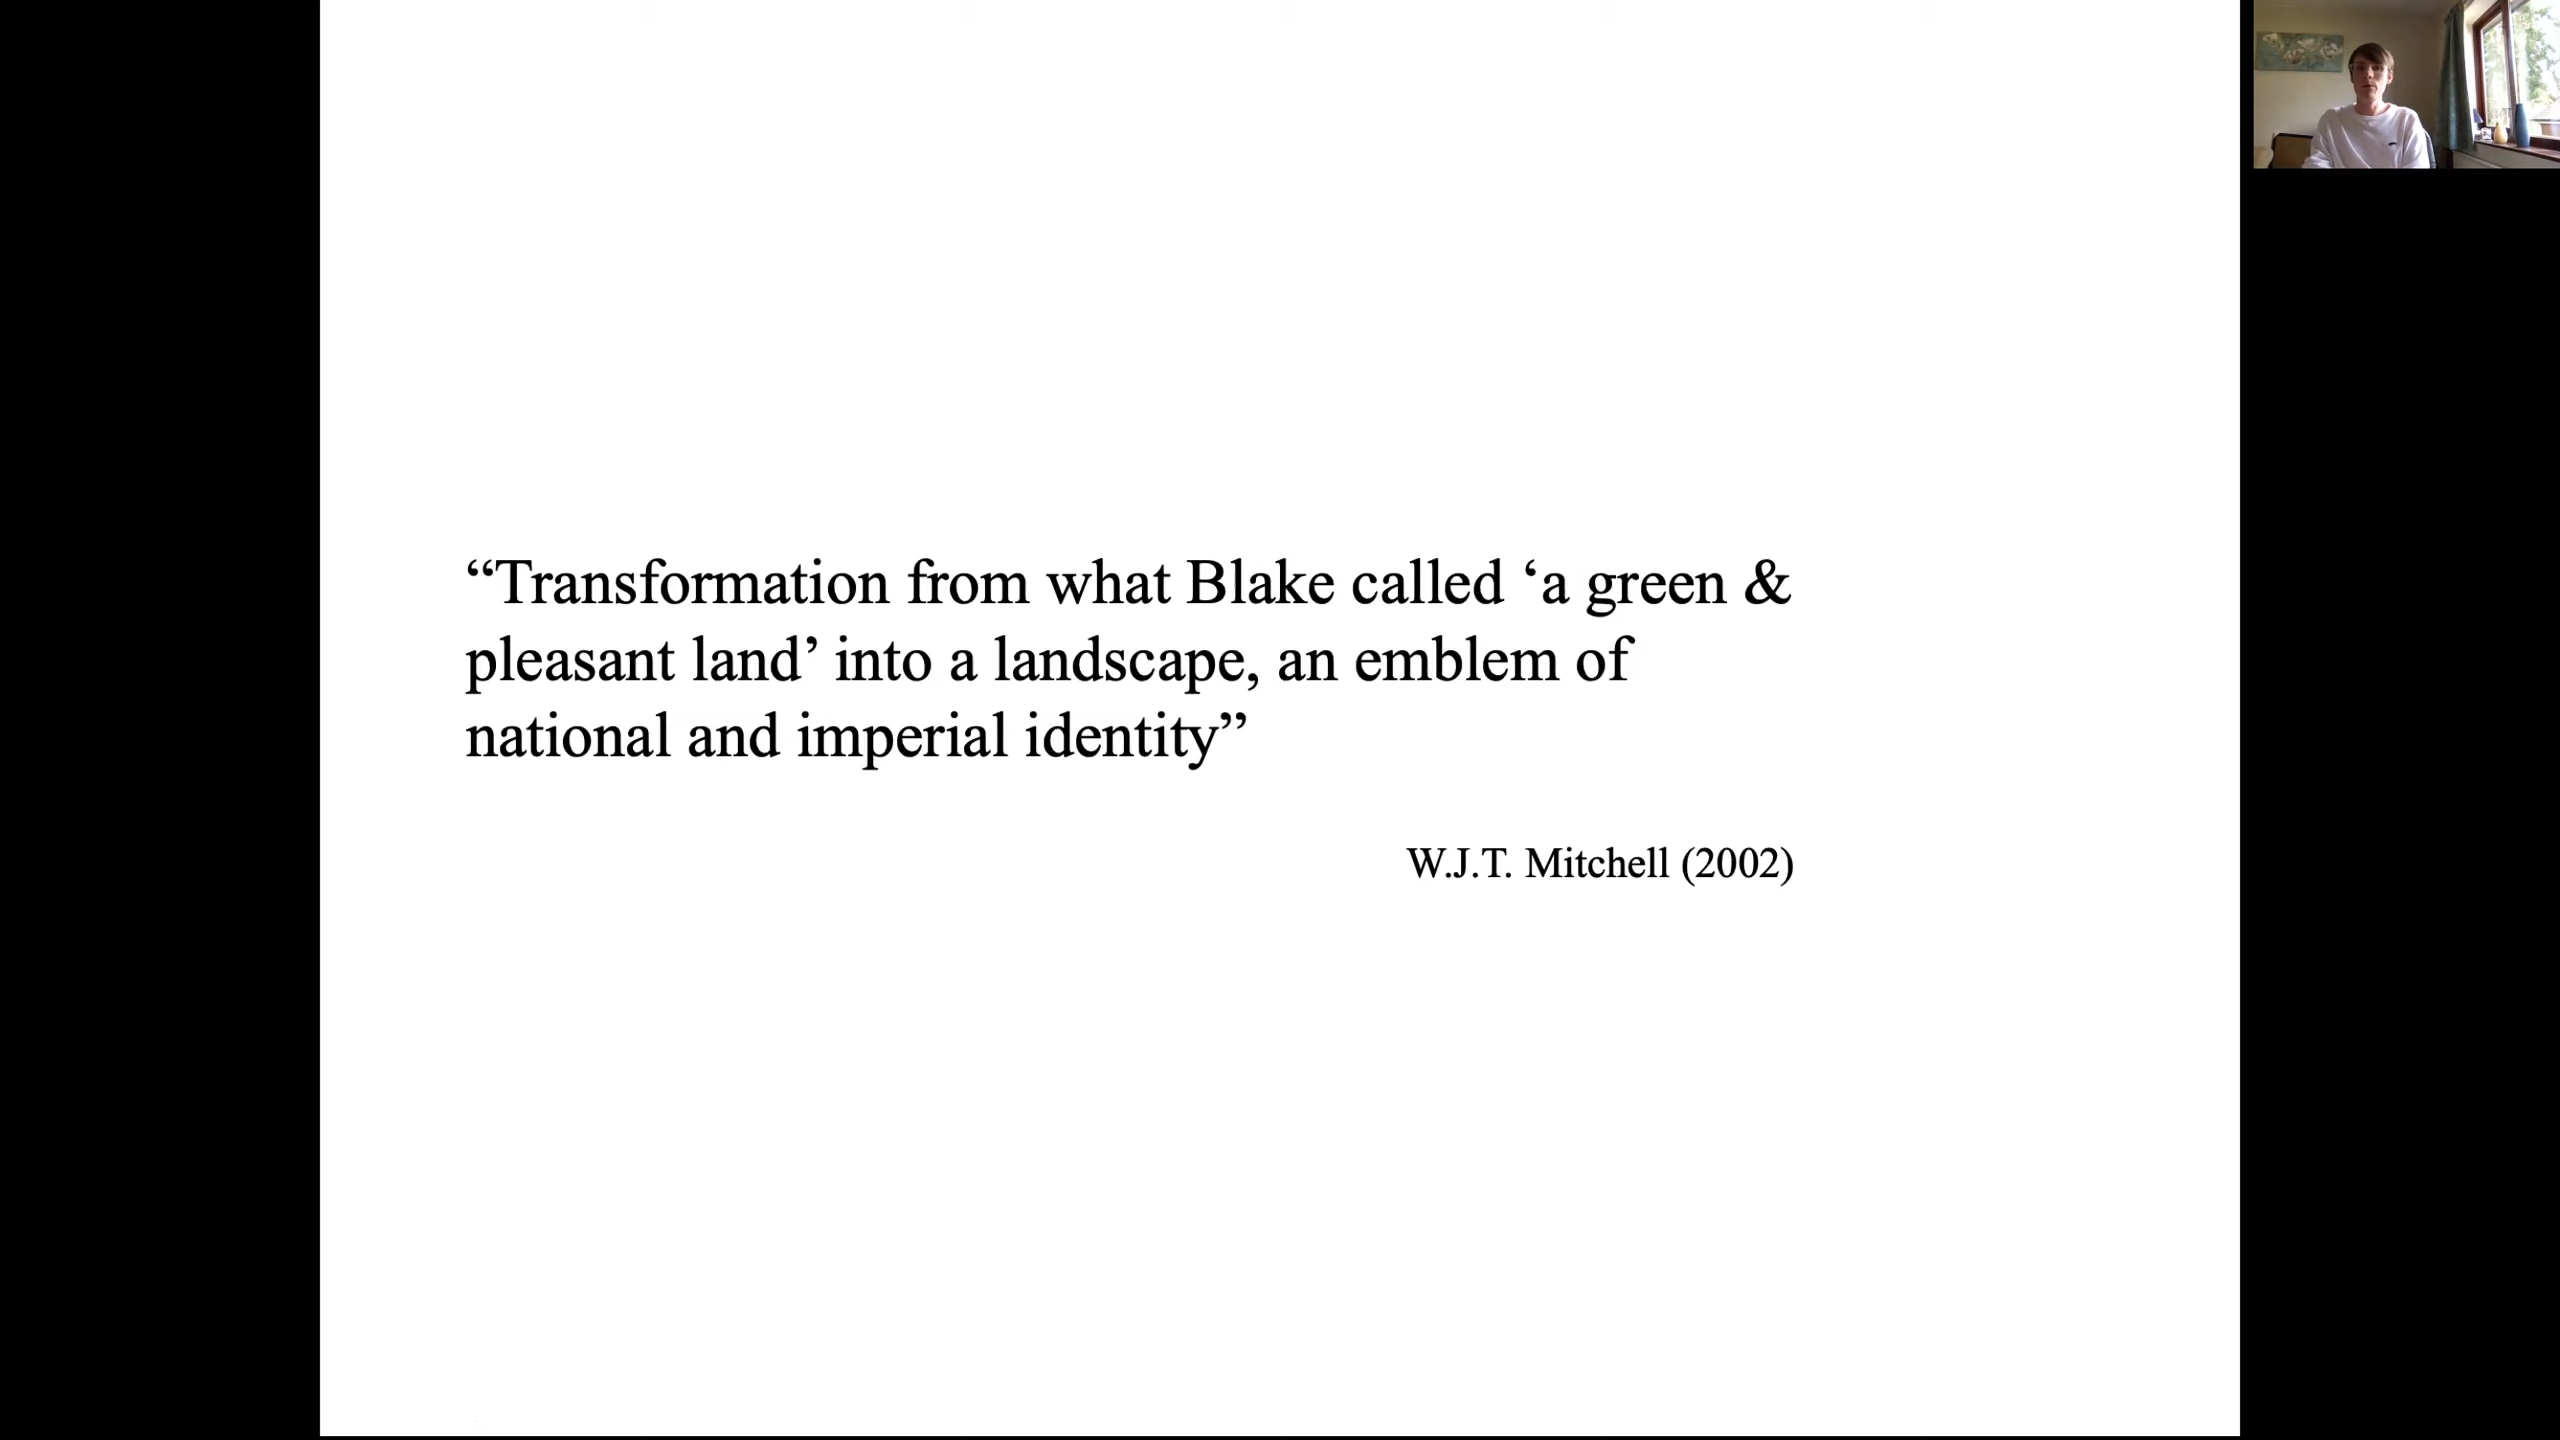 “Transformation from what Blake called ‘a green &
pleasant land’ into a landscape, an emblem of
national and imperial identity”
W.J.T. Mitchell (2002)